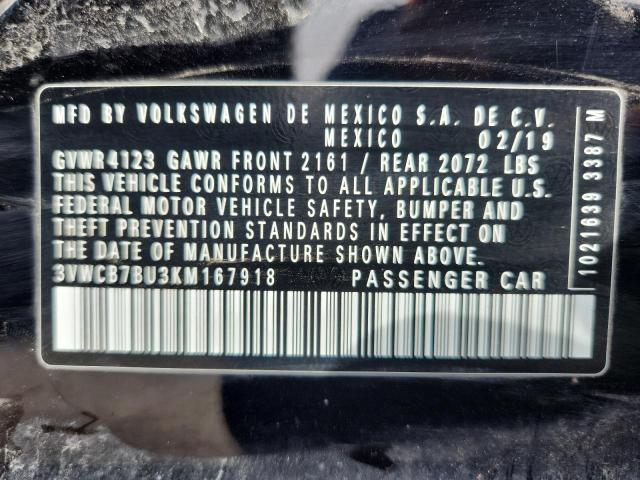 MFD BY VOLKSWAGEN DE MEXICO S.A. DE C.V.
MEXICO 02/19
GVWR4123 GAWR FRONT 2161 / REAR 2072 LBS
THIS VEHICLE CONFORMS TO ALL APPLICABLE U.S.
FEDERAL MOTOR VEHICLE SAFETY, BUMPER AND
THEFT PREVENTION STANDARDS IN EFFECT ON
THE DATE OF MANUFACTURE SHOWN ABOVE.
3VWCB7BU3KM167918 PASSENGER CAR
1021639 3387 M